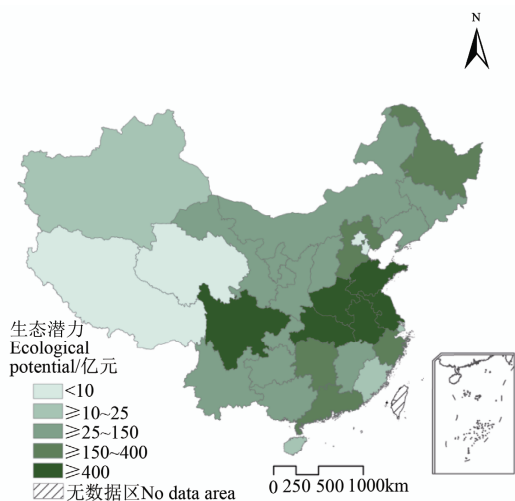 N
生态潜力
Ecological
potential/亿元
<10
≥10~25
≥25~150
≥150~400
≥400
无数据区No data area
0 250 500 1000km